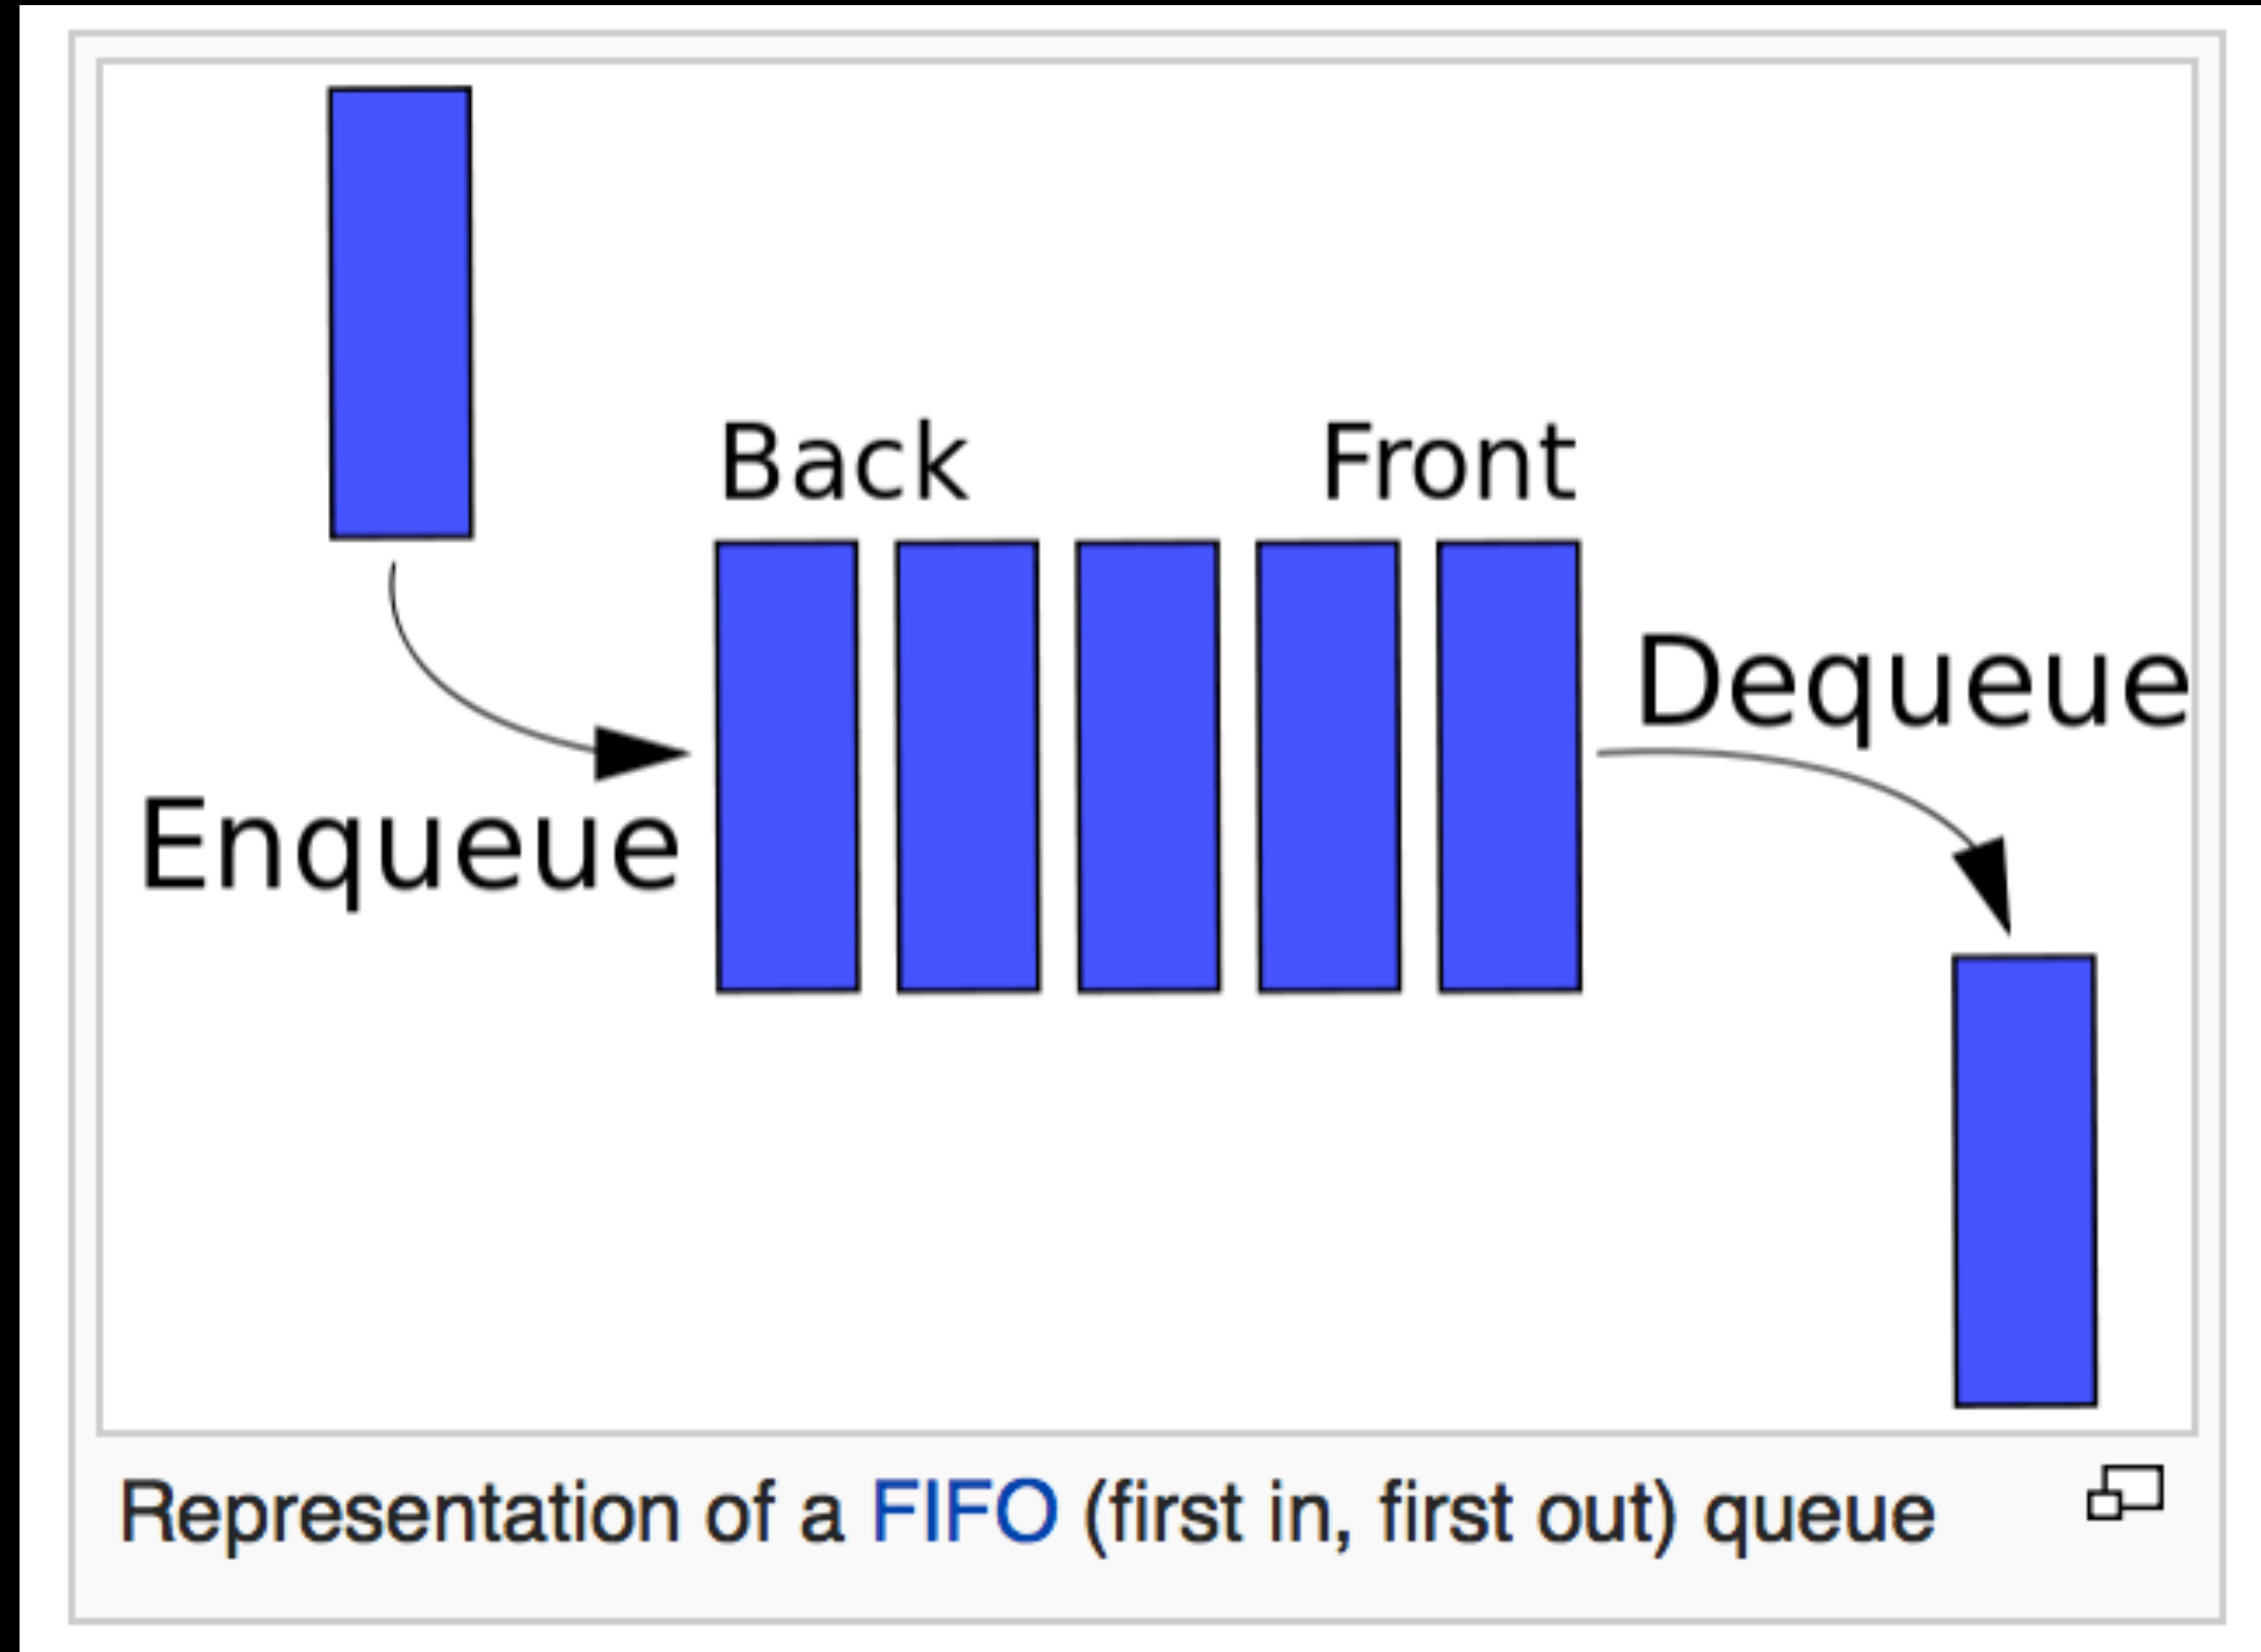 Back
Front
Dequeue
Enqueue
Representation of a FIFO (first in, first out) queue